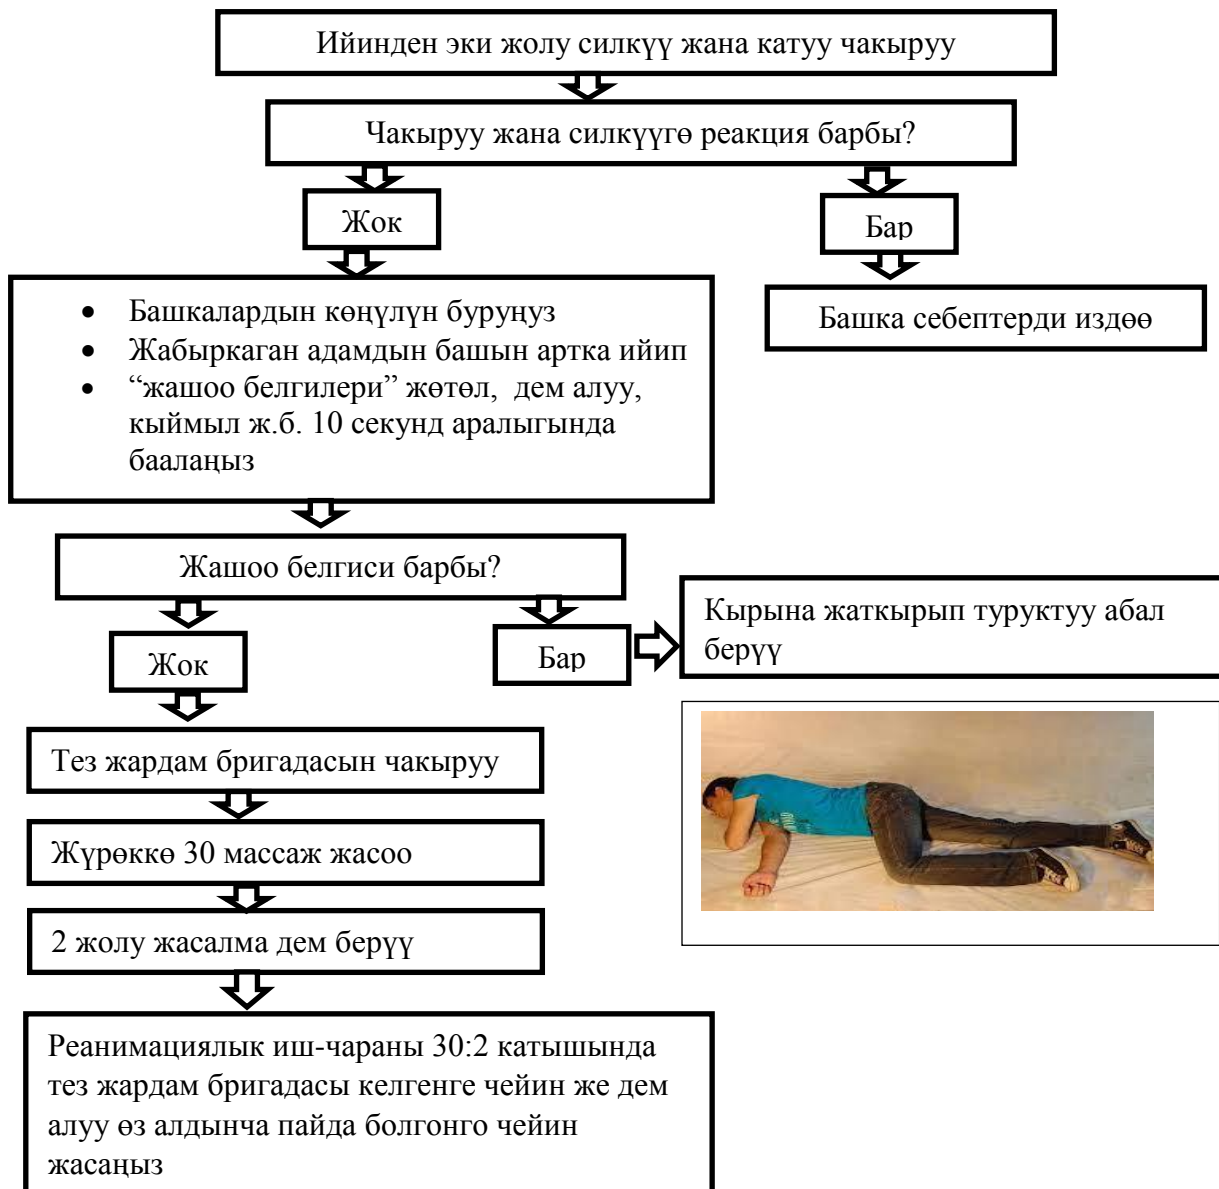 Ийинден эки жолу силкүү жана катуу чакыруу
Чакыруу жана силкүүгө реакция барбы?
Жок
Бар
• Башкалардын көңүлүн буруңуз
• Жабыркаган адамдын башын артка ийип
• “жашоо белгилери” жөтөл, дем алуу,
кыймыл ж.б. 10 секунд аралыгында
баалаңыз
Башка себептерди издөө
Жашоо белгиси барбы?
Жок
Бар
Кырына жаткырып туруктуу абал
берүү
Тез жардам бригадасын чакыруу
Жүрөккө 30 массаж жасоо
2 жолу жасалма дем берүү
Реанимациялык иш-чараны 30:2 катышында
тез жардам бригадасы келгенге чейин же дем
алуу өз алдынча пайда болгонго чейин
жасаңыз